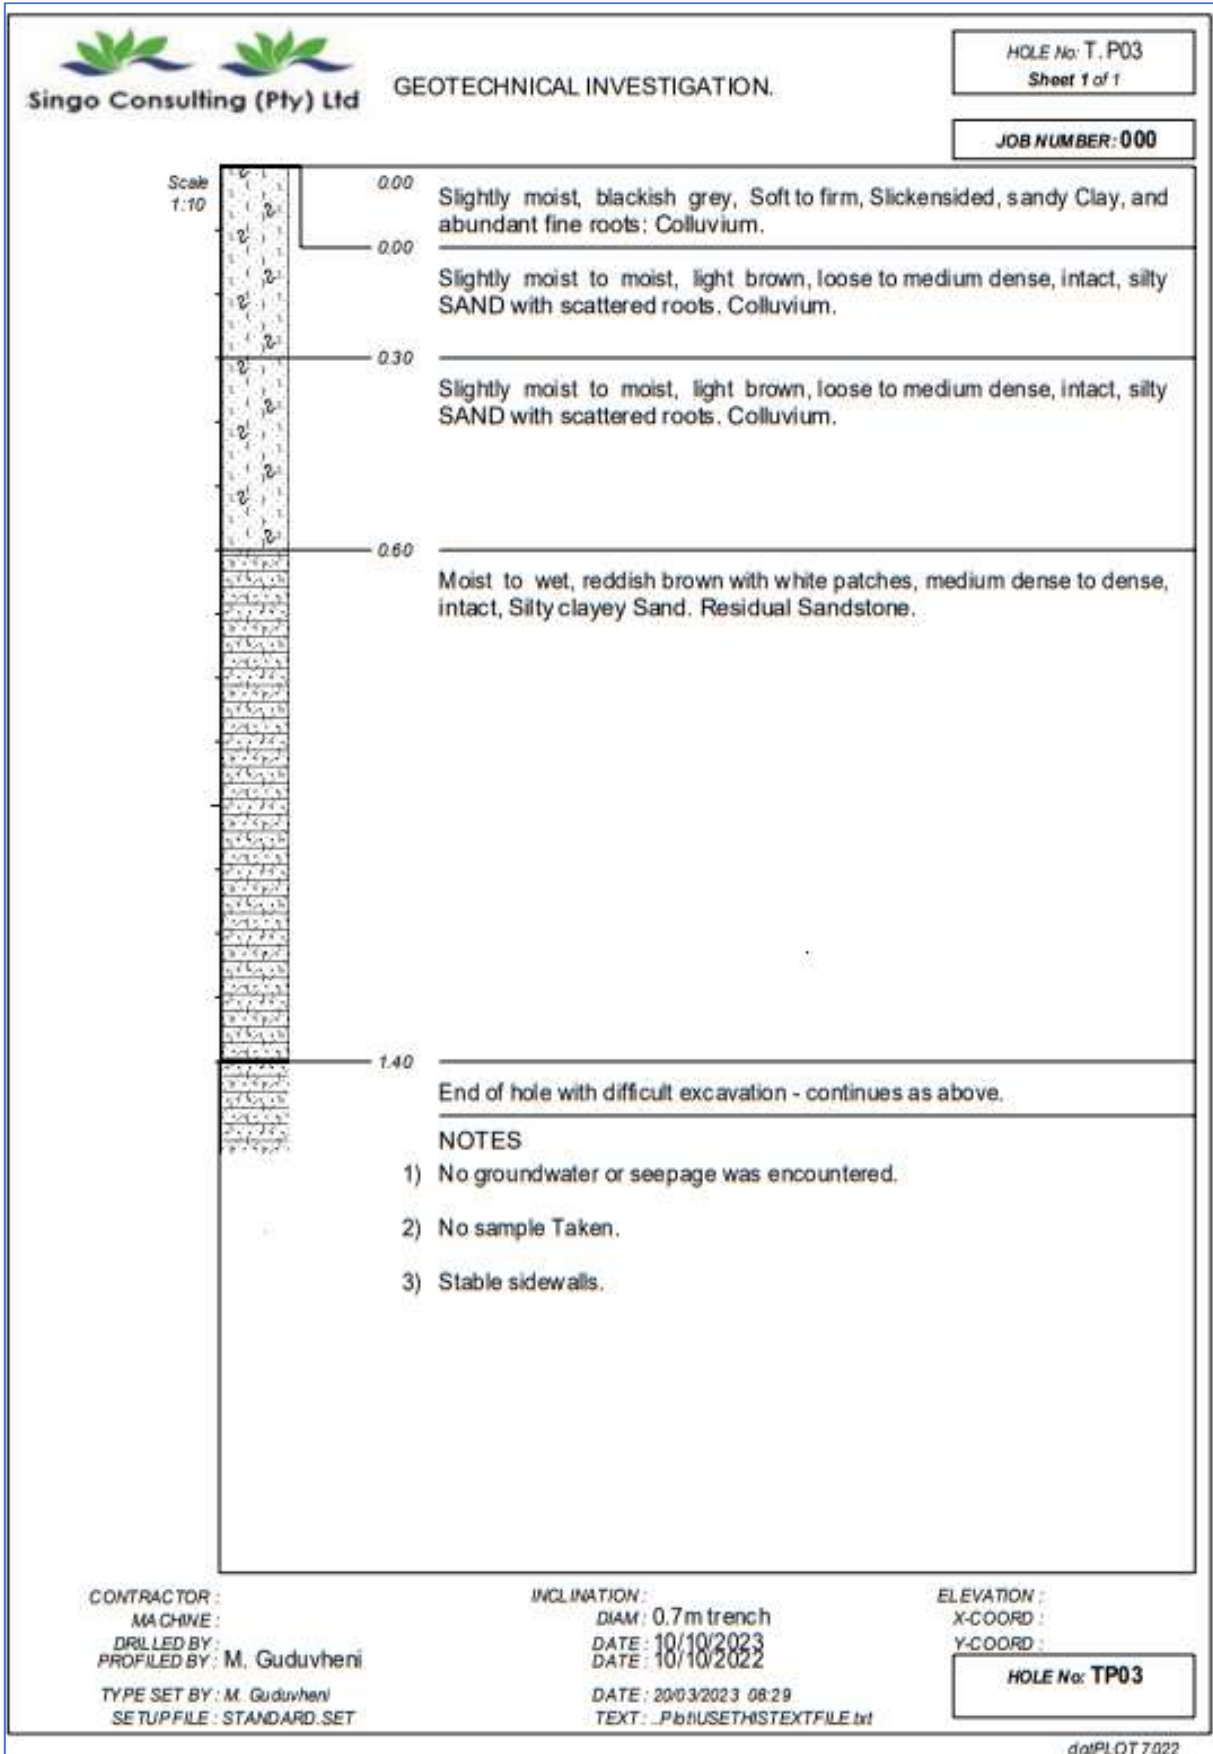 Singo Consulting (Pty) Ltd
GEOTECHNICAL INVESTIGATION.
HOLE No: T.P03
Sheet 1 of 1
JOB NUMBER: 000
Scale
1:10
0.00
Slightly moist, blackish grey, Soft to firm, Slickensided, sandy Clay, and
abundant fine roots: Colluvium.
0.00
Slightly moist to moist, light brown, loose to medium dense, intact, silty
SAND with scattered roots. Colluvium.
0.30
Slightly moist to moist, light brown, loose to medium dense, intact, silty
SAND with scattered roots. Colluvium.
0.60
Moist to wet, reddish brown with white patches, medium dense to dense,
intact, Silty clayey Sand. Residual Sandstone.
1.40
End of hole with difficult excavation - continues as above.
NOTES
1) No groundwater or seepage was encountered.
2) No sample Taken.
3) Stable sidewalls.
CONTRACTOR :
MACHINE :
DRILLED BY :
PROFILED BY : M. Guduvheni
TYPE SET BY : M. Guduvheni
SETUP FILE : STANDARD.SET
INCLINATION :
DIAM : 0.7m trench
DATE : 10/10/2023
DATE : 10/10/2022
DATE : 20/03/2023 08:29
TEXT : ..Plot\USETHISTEXTFILE.txt
ELEVATION :
X-COORD :
Y-COORD :
HOLE No: TP03
dotPLOT 7022